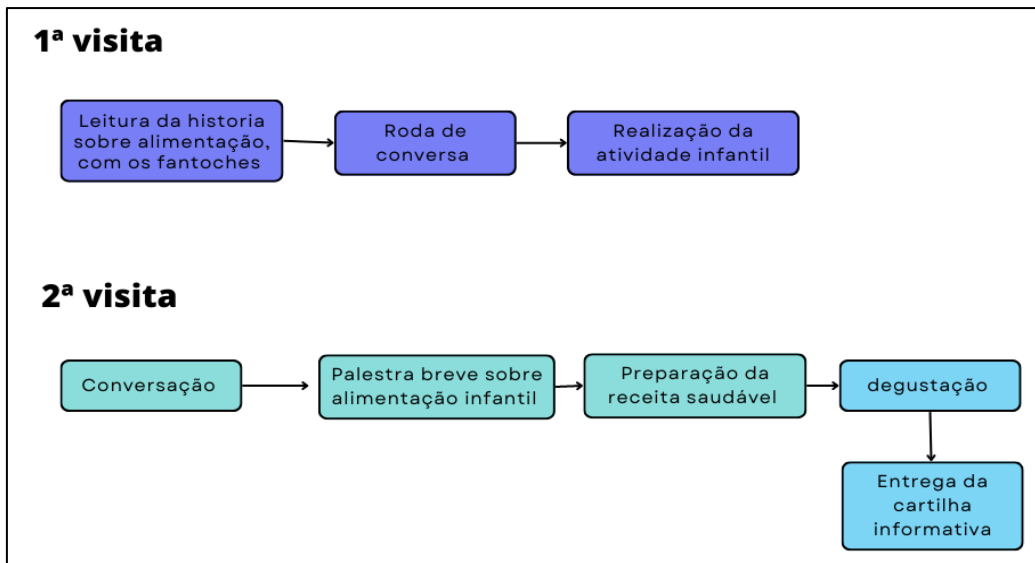 1ª visita
Leitura da historia
sobre alimentação,
com os fantoches
Roda de
conversa
Realização da
atividade infantil
2ª visita
Conversação
Palestra breve sobre
alimentação infantil
Preparação da
receita saudável
degustação
Entrega da
cartilha
informativa